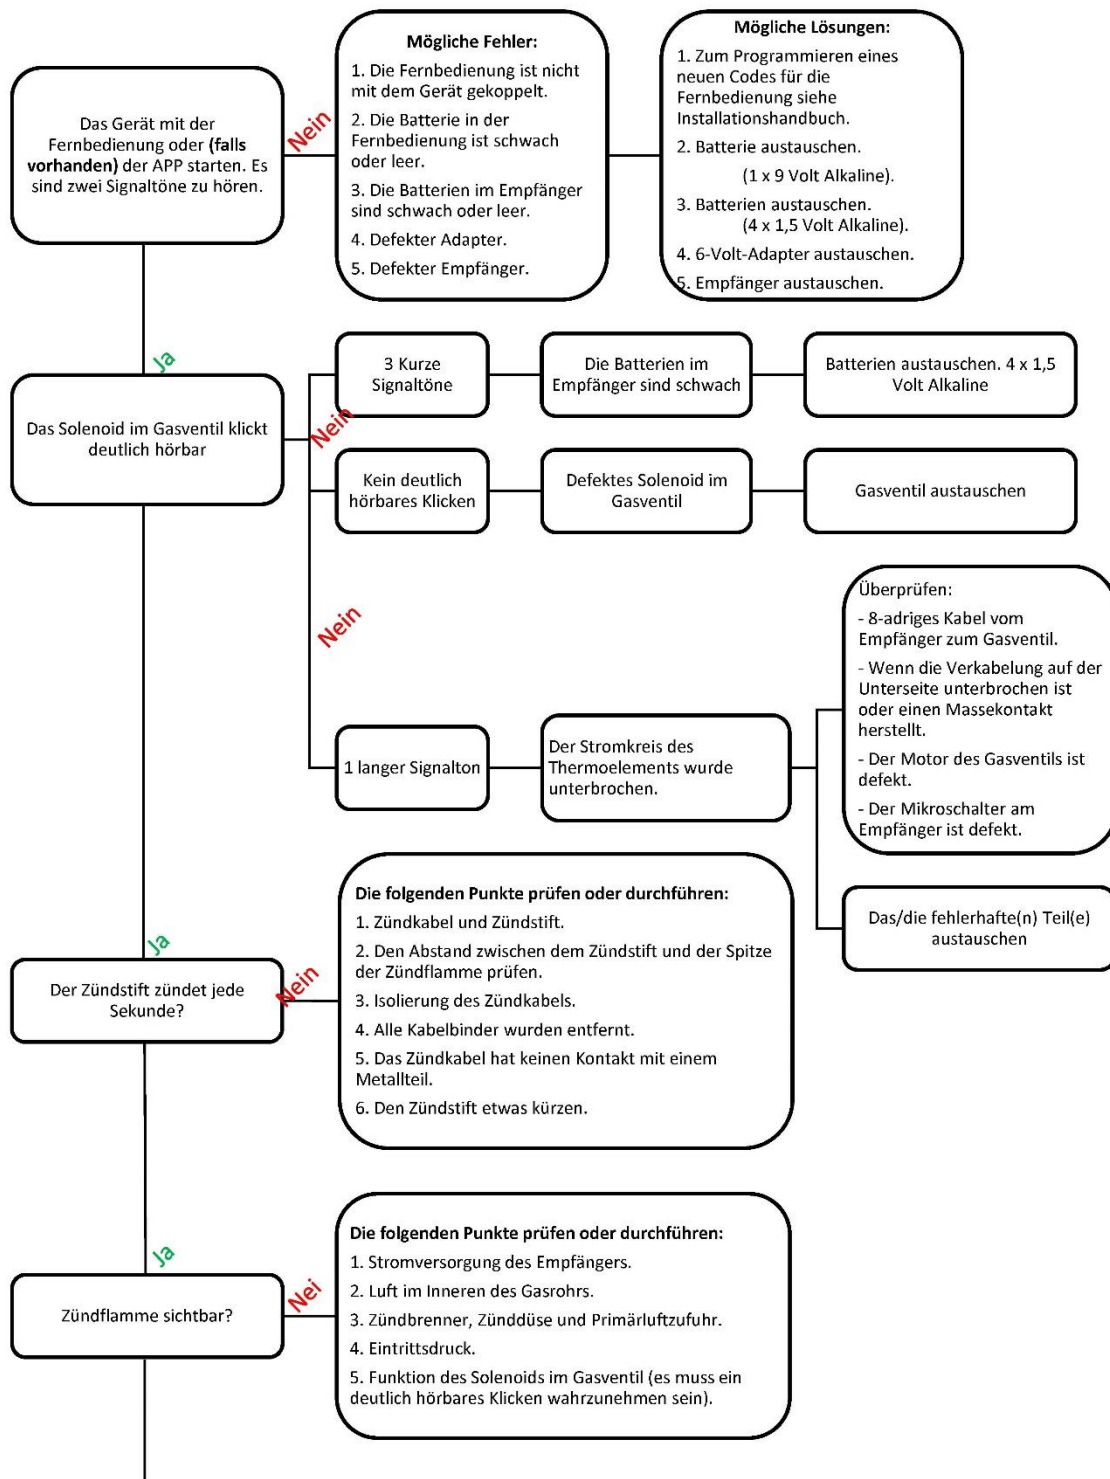 Das Gerät mit der
Fernbedienung oder (falls
vorhanden) der APP starten. Es
sind zwei Signaltöne zu hören.
Nein
Mögliche Fehler:
1. Die Fernbedienung ist nicht
mit dem Gerät gekoppelt.
2. Die Batterie in der
Fernbedienung ist schwach
oder leer.
3. Die Batterien im Empfänger
sind schwach oder leer.
4. Defekter Adapter.
5. Defekter Empfänger.
Mögliche Lösungen:
1. Zum Programmieren eines
neuen Codes für die
Fernbedienung siehe
Installationshandbuch.
2. Batterie austauschen.
(1 x 9 Volt Alkaline).
3. Batterien austauschen.
(4 x 1,5 Volt Alkaline).
4. 6-Volt-Adapter austauschen.
5. Empfänger austauschen.
Ja
Das Solenoid im Gasventil klickt
deutlich hörbar
Nein
3 Kurze
Signaltöne
Die Batterien im
Empfänger sind schwach
Batterien austauschen. 4 x 1,5
Volt Alkaline
Kein deutlich
hörbares Klicken
Defektes Solenoid im
Gasventil
Gasventil austauschen
Nein
1 langer Signalton
Der Stromkreis des
Thermoelements wurde
unterbrochen.
Überprüfen:
- 8-adriges Kabel vom
Empfänger zum Gasventil.
- Wenn die Verkabelung auf der
Unterseite unterbrochen ist
oder einen Massekontakt
herstellt.
- Der Motor des Gasventils ist
defekt.
- Der Mikroschalter am
Empfänger ist defekt.
Das/die fehlerhafte(n) Teil(e)
austauschen
Ja
Der Zündstift zündet jede
Sekunde?
Nein
Die folgenden Punkte prüfen oder durchführen:
1. Zündkabel und Zündstift.
2. Den Abstand zwischen dem Zündstift und der Spitze
der Zündflamme prüfen.
3. Isolierung des Zündkabels.
4. Alle Kabelbinder wurden entfernt.
5. Das Zündkabel hat keinen Kontakt mit einem
Metallteil.
6. Den Zündstift etwas kürzen.
Ja
Zündflamme sichtbar?
Nei
Die folgenden Punkte prüfen oder durchführen:
1. Stromversorgung des Empfängers.
2. Luft im Inneren des Gasrohrs.
3. Zündbrenner, Zünddüse und Primärluftzufuhr.
4. Eintrittsdruck.
5. Funktion des Solenoids im Gasventil (es muss ein
deutlich hörbares Klicken wahrzunehmen sein).